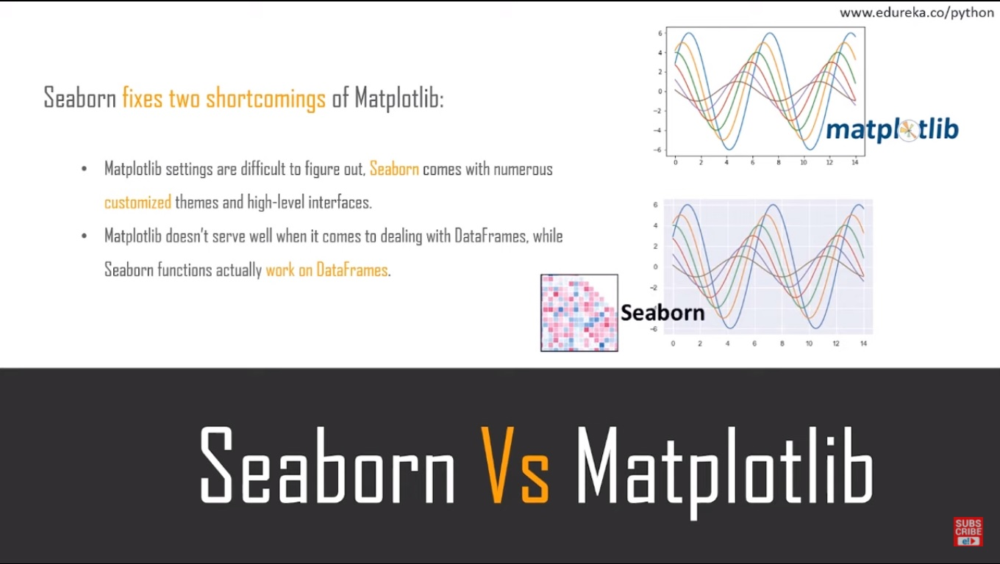 www.edureka.co/python
Seaborn fixes two shortcomings of Matplotlib:
• Matplotlib settings are difficult to figure out, Seaborn comes with numerous
customized themes and high-level interfaces.
• Matplotlib doesn't serve well when it comes to dealing with DataFrames, while
Seaborn functions actually work on DataFrames.
6
4
2
0
−2
−4
−6
0 2 4 6 8 10 12 14
matplotlib
6
4
2
0
−2
−6
0 2 4 6 8 10 12 14
Seaborn
Seaborn Vs Matplotlib
SUBS
CRIBE
e!